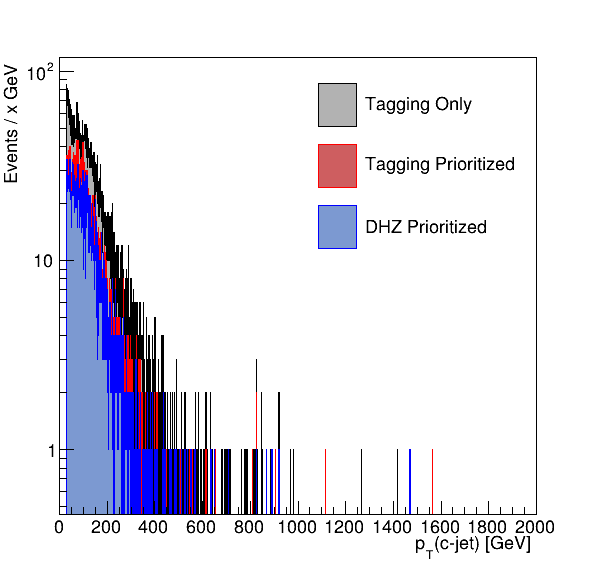 Events / x GeV
10²
10
1
Tagging Only
Tagging Prioritized
DHZ Prioritized
0 200 400 600 800 1000 1200 1400 1600 1800 2000
p_T(c-jet) [GeV]